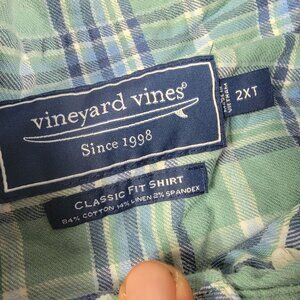 vineyard vines®
Since 1998
2XT
CLASSIC FIT SHIRT
84% COTTON 14% LINEN 2% SPANDEX